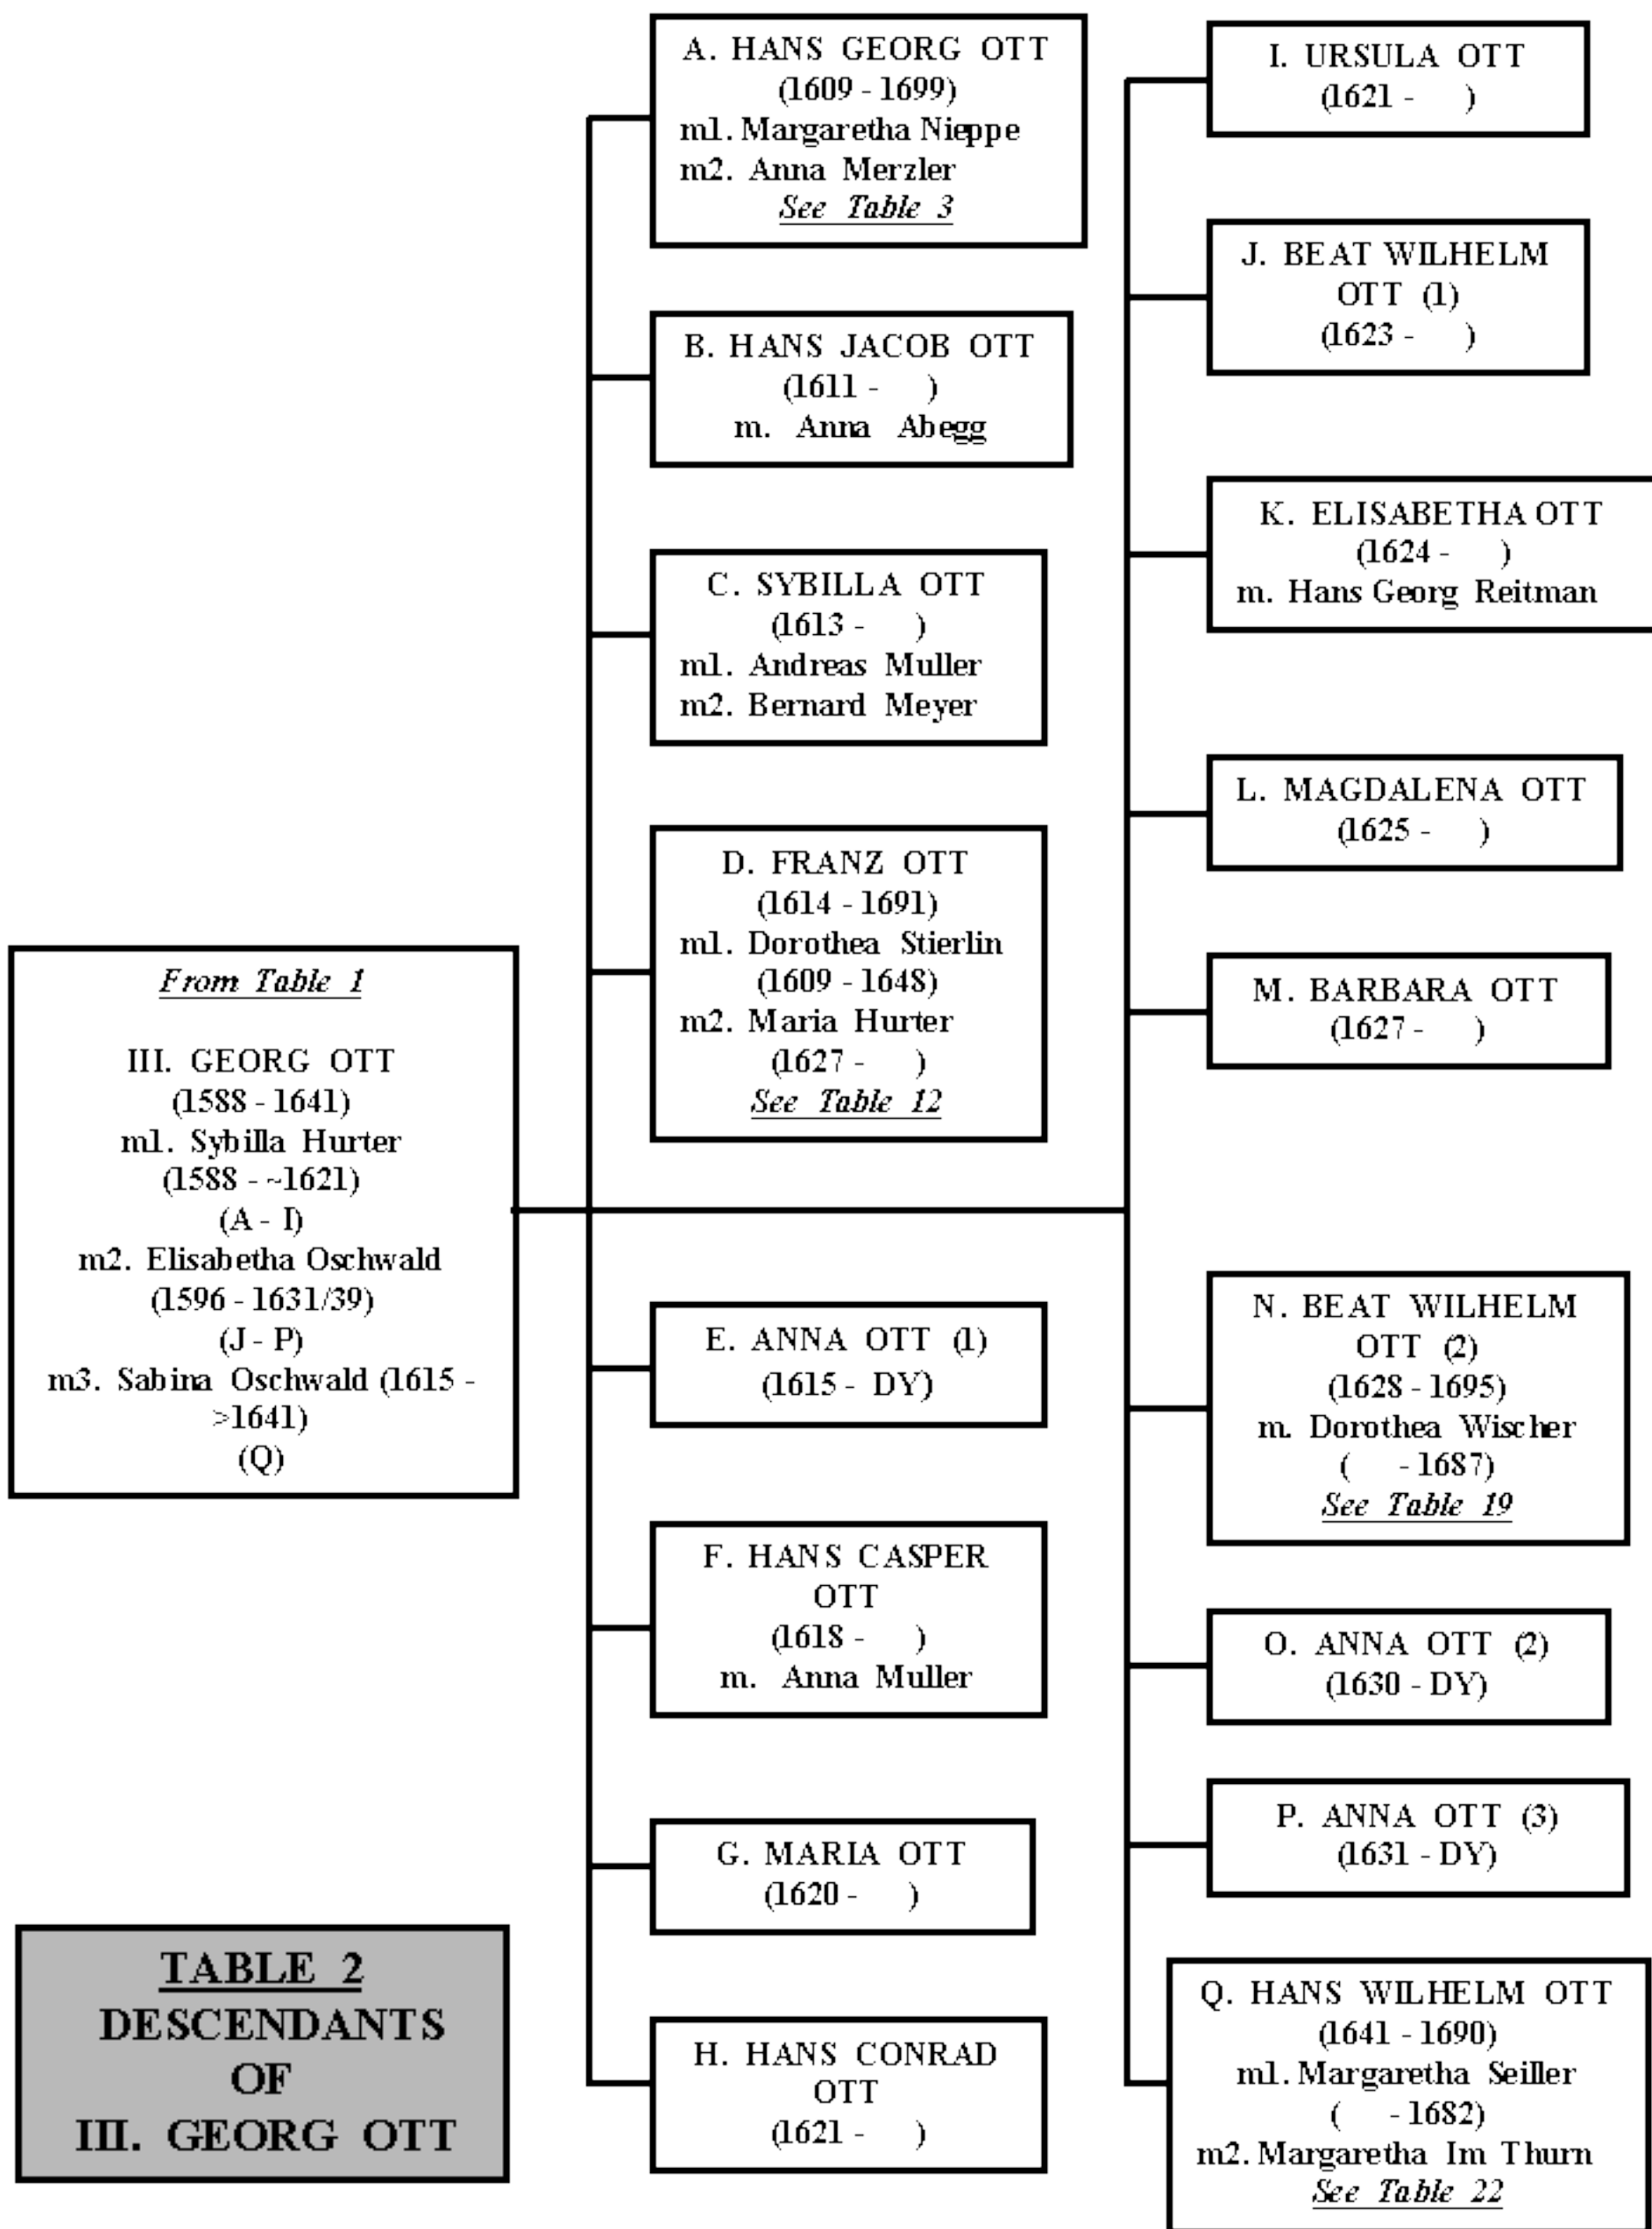 From Table 1
III. GEORG OTT
(1588 - 1641)
m1. Sybilla Hurter
(1588 - ~1621)
(A - I)
m2. Elisabetha Oschwald
(1596 - 1631/39)
(J - P)
m3. Sabina Oschwald (1615 -
>1641)
(Q)
TABLE 2
DESCENDANTS
OF
III. GEORG OTT
A. HANS GEORG OTT
(1609 - 1699)
m1. Margaretha Nieppe
m2. Anna Merzler
See Table 3
B. HANS JACOB OTT
(1611 - )
m. Anna Abegg
C. SYBILLA OTT
(1613 - )
m1. Andreas Muller
m2. Bernard Meyer
D. FRANZ OTT
(1614 - 1691)
m1. Dorothea Stierlin
(1609 - 1648)
m2. Maria Hurter
(1627 - )
See Table 12
E. ANNA OTT (1)
(1615 - DY)
F. HANS CASPER
OTT
(1618 - )
m. Anna Muller
G. MARIA OTT
(1620 - )
H. HANS CONRAD
OTT
(1621 - )
I. URSULA OTT
(1621 - )
J. BEAT WILHELM
OTT (1)
(1623 - )
K. ELISABETHA OTT
(1624 - )
m. Hans Georg Reitman
L. MAGDALENA OTT
(1625 - )
M. BARBARA OTT
(1627 - )
N. BEAT WILHELM
OTT (2)
(1628 - 1695)
m. Dorothea Wischer
( - 1687)
See Table 19
O. ANNA OTT (2)
(1630 - DY)
P. ANNA OTT (3)
(1631 - DY)
Q. HANS WILHELM OTT
(1641 - 1690)
m1. Margaretha Seiller
( - 1682)
m2. Margaretha Im Thurn
See Table 22